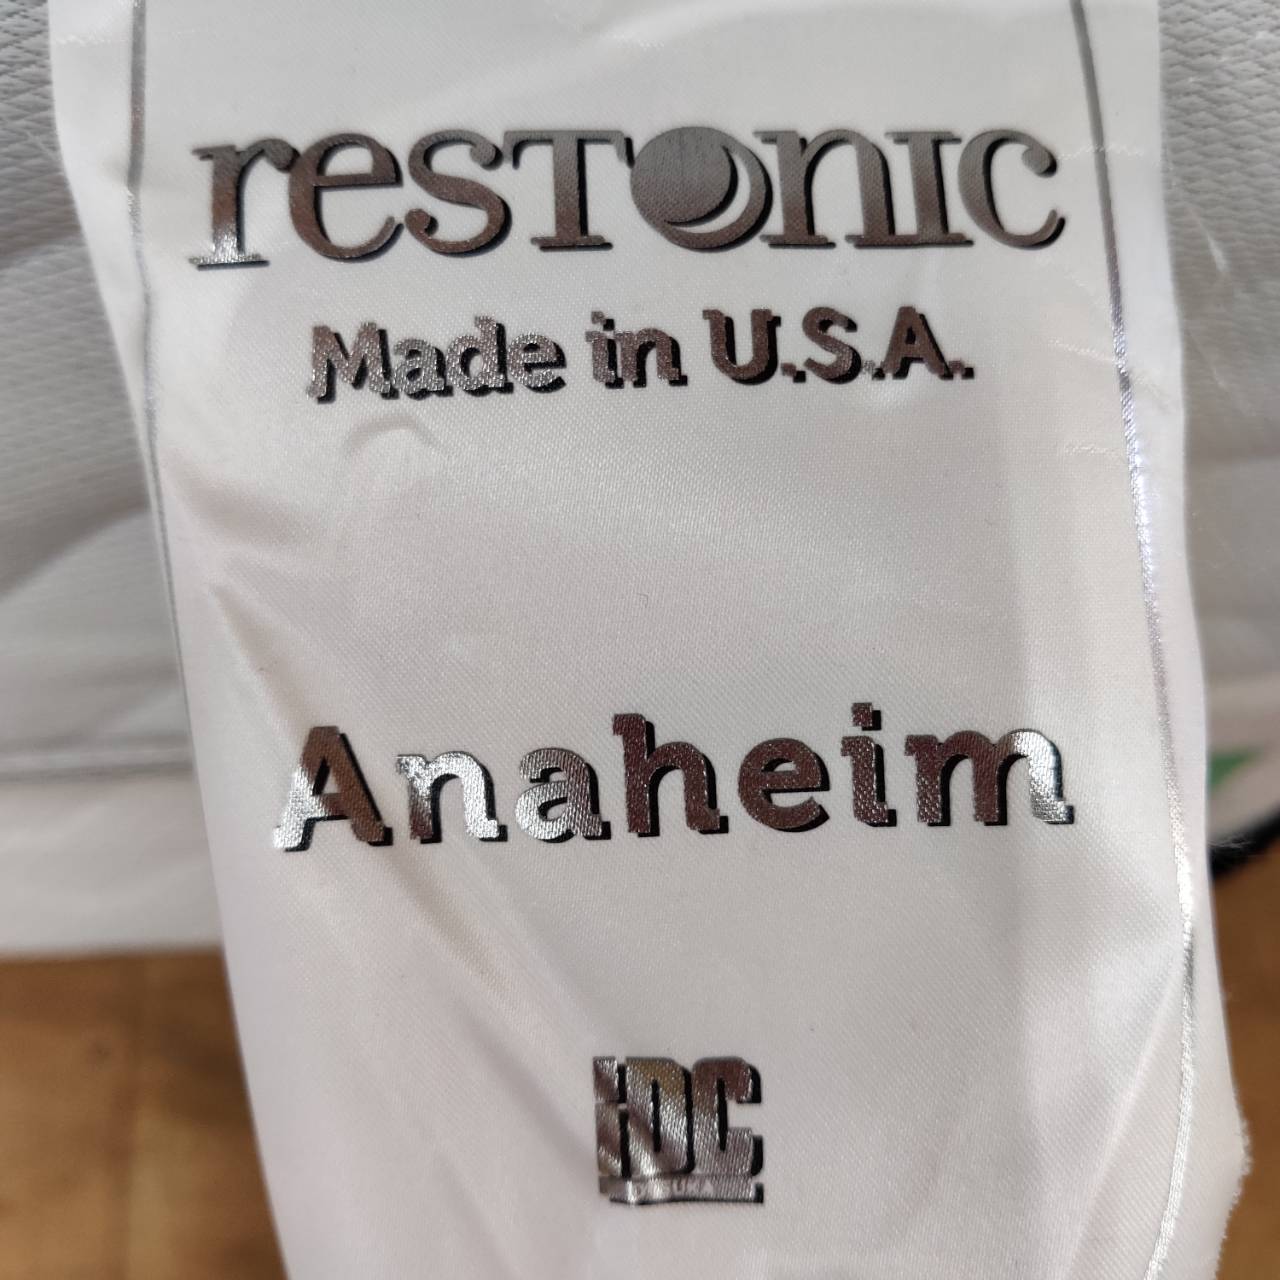 restonic
Made in U.S.A.
Anaheim
IDC